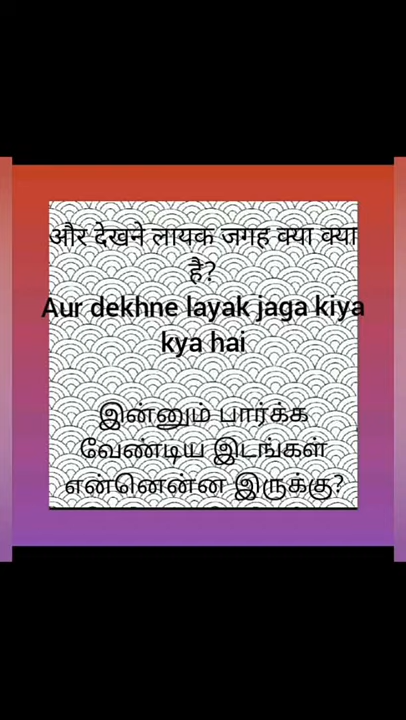 और देखने लायक जगह क्या क्या
है?
Aur dekhne layak jaga kiya
kya hai
இன்னும் பார்க்க
வேண்டிய இடங்கள்
என்னென்ன இருக்கு?